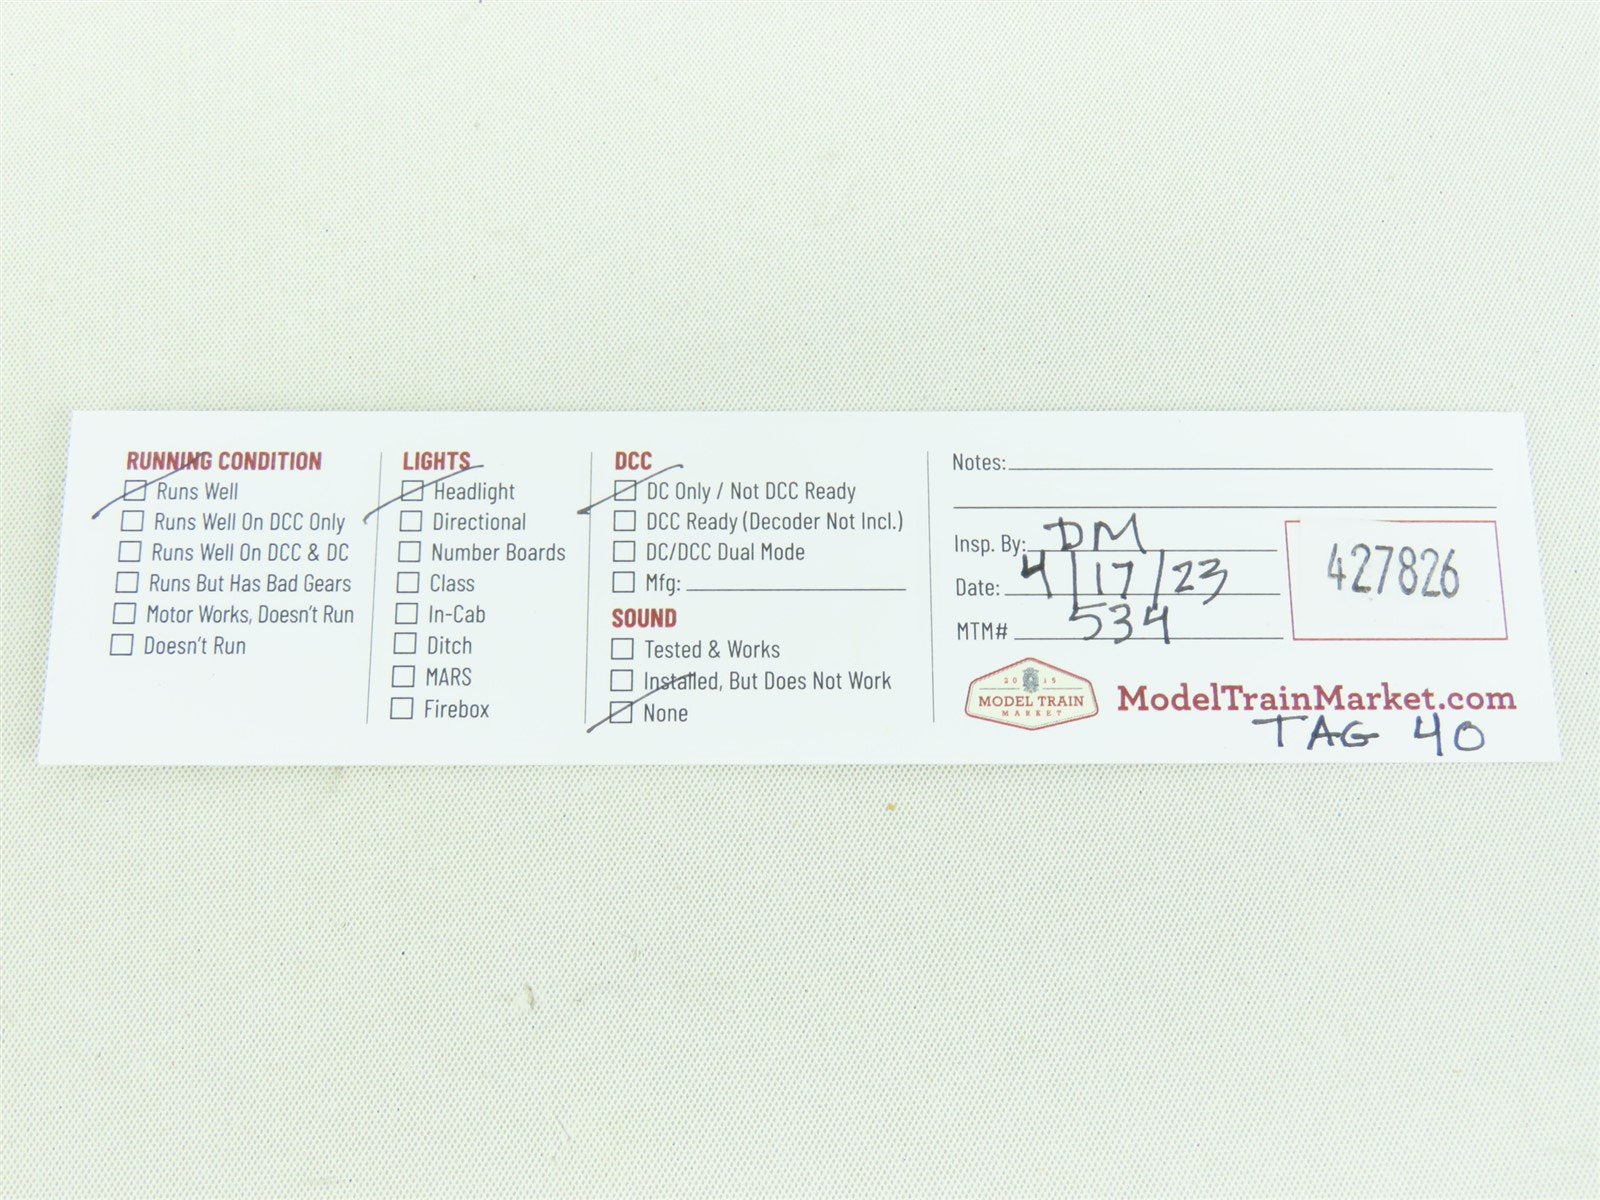 RUNNING CONDITION
Runs Well
Runs Well On DCC Only
Runs Well On DCC & DC
Runs But Has Bad Gears
Motor Works, Doesn't Run
Doesn't Run
LIGHTS
Headlight
Directional
Number Boards
Class
In-Cab
Ditch
MARS
Firebox
DCC
DC Only / Not DCC Ready
DCC Ready (Decoder Not Incl.)
DC/DCC Dual Mode
Mfg:
SOUND
Tested & Works
Installed, But Does Not Work
None
Notes:
Insp. By: DM
Date: 4/17/23
MTM# 534
427826
2015
MODEL TRAIN
MARKET
ModelTrainMarket.com
TAG 40